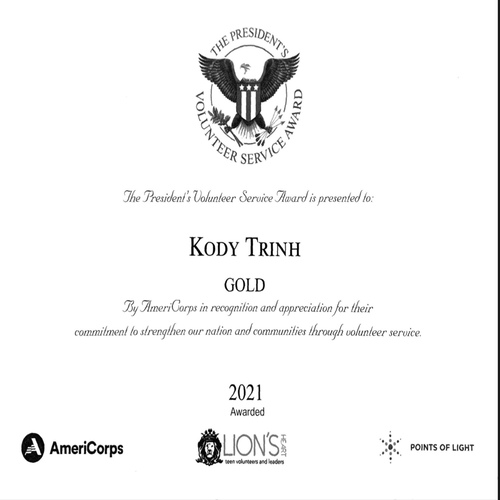 THE PRESIDENT'S
VOLUNTEER SERVICE AWARD
The President's Volunteer Service Award is presented to:
KODY TRINH
GOLD
By AmeriCorps in recognition and appreciation for their
commitment to strengthen our nation and communities through volunteer service.
2021
Awarded
A AmeriCorps
LION'S HEART
teen volunteers and leaders
POINTS OF LIGHT